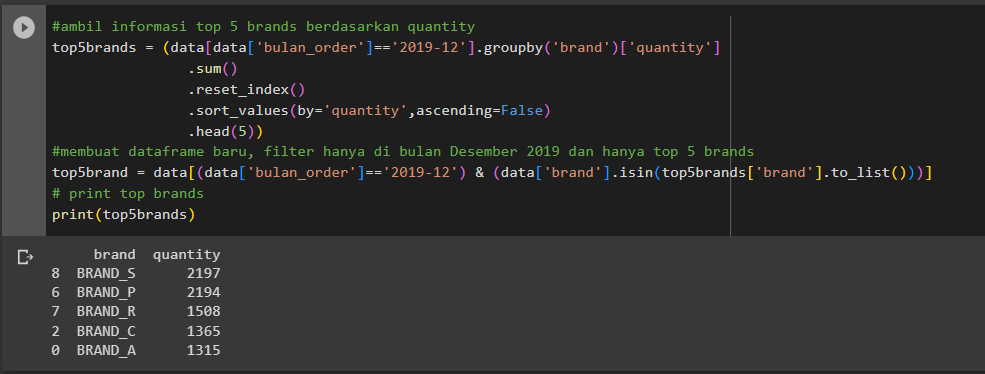 #ambil informasi top 5 brands berdasarkan quantity
top5brands = (data[data['bulan_order']=='2019-12'].groupby('brand')['quantity']
.sum()
.reset_index()
.sort_values(by='quantity',ascending=False)
.head(5))
#membuat dataframe baru, filter hanya di bulan Desember 2019 dan hanya top 5 brands
top5brand = data[(data['bulan_order']=='2019-12') & (data['brand'].isin(top5brands['brand'].to_list()))]
# print top brands
print(top5brands)
brand quantity
8 BRAND_S 2197
6 BRAND_P 2194
7 BRAND_R 1508
2 BRAND_C 1365
0 BRAND_A 1315